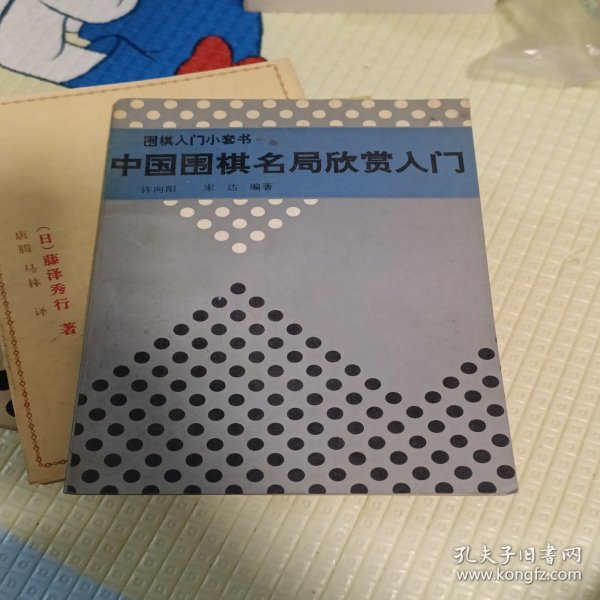 围棋入门小套书
中国围棋名局欣赏入门
许向阳 宋达 编著
(日)藤泽秀行 著
唐腾 马林 译
孔夫子旧书网
www.kongfz.com